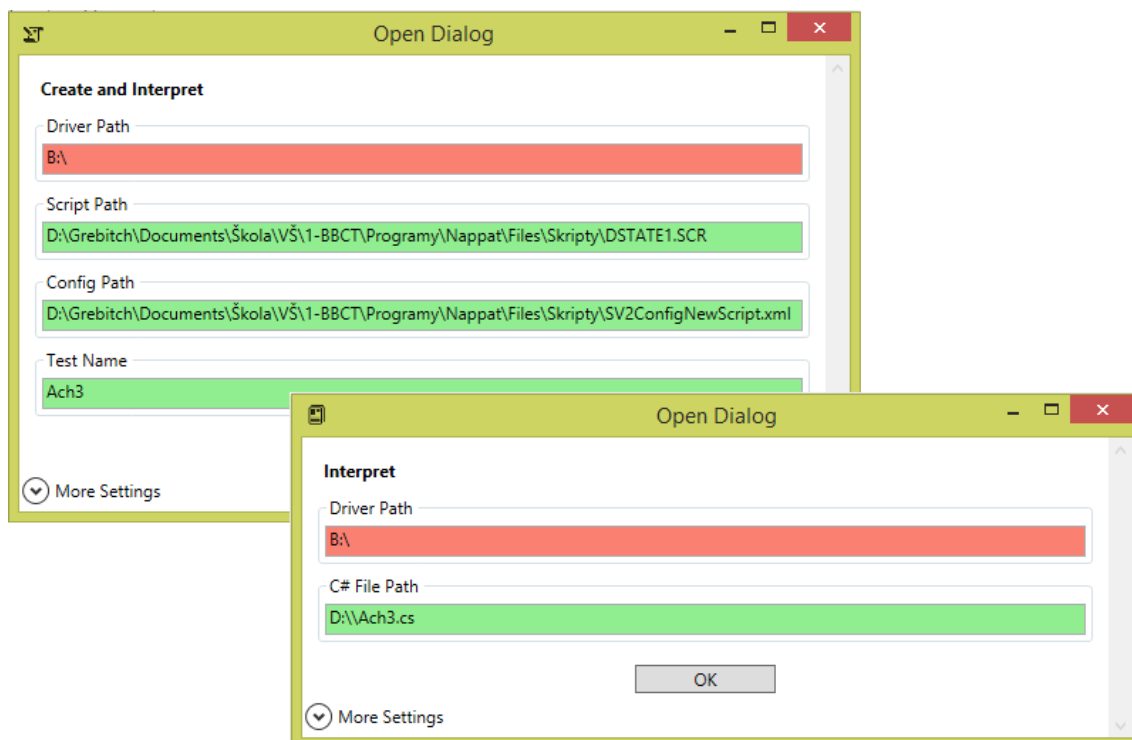 Open Dialog
Create and Interpret
Driver Path
B:\
Script Path
D:\Grebitch\Documents\Škola\VŠ\1-BBCT\Programy\Nappat\Files\Skripty\DSTATE1.SCR
Config Path
D:\Grebitch\Documents\Škola\VŠ\1-BBCT\Programy\Nappat\Files\Skripty\SV2ConfigNewScript.xml
Test Name
Ach3
More Settings
Open Dialog
Interpret
Driver Path
B:\
C# File Path
D:\\Ach3.cs
OK
More Settings